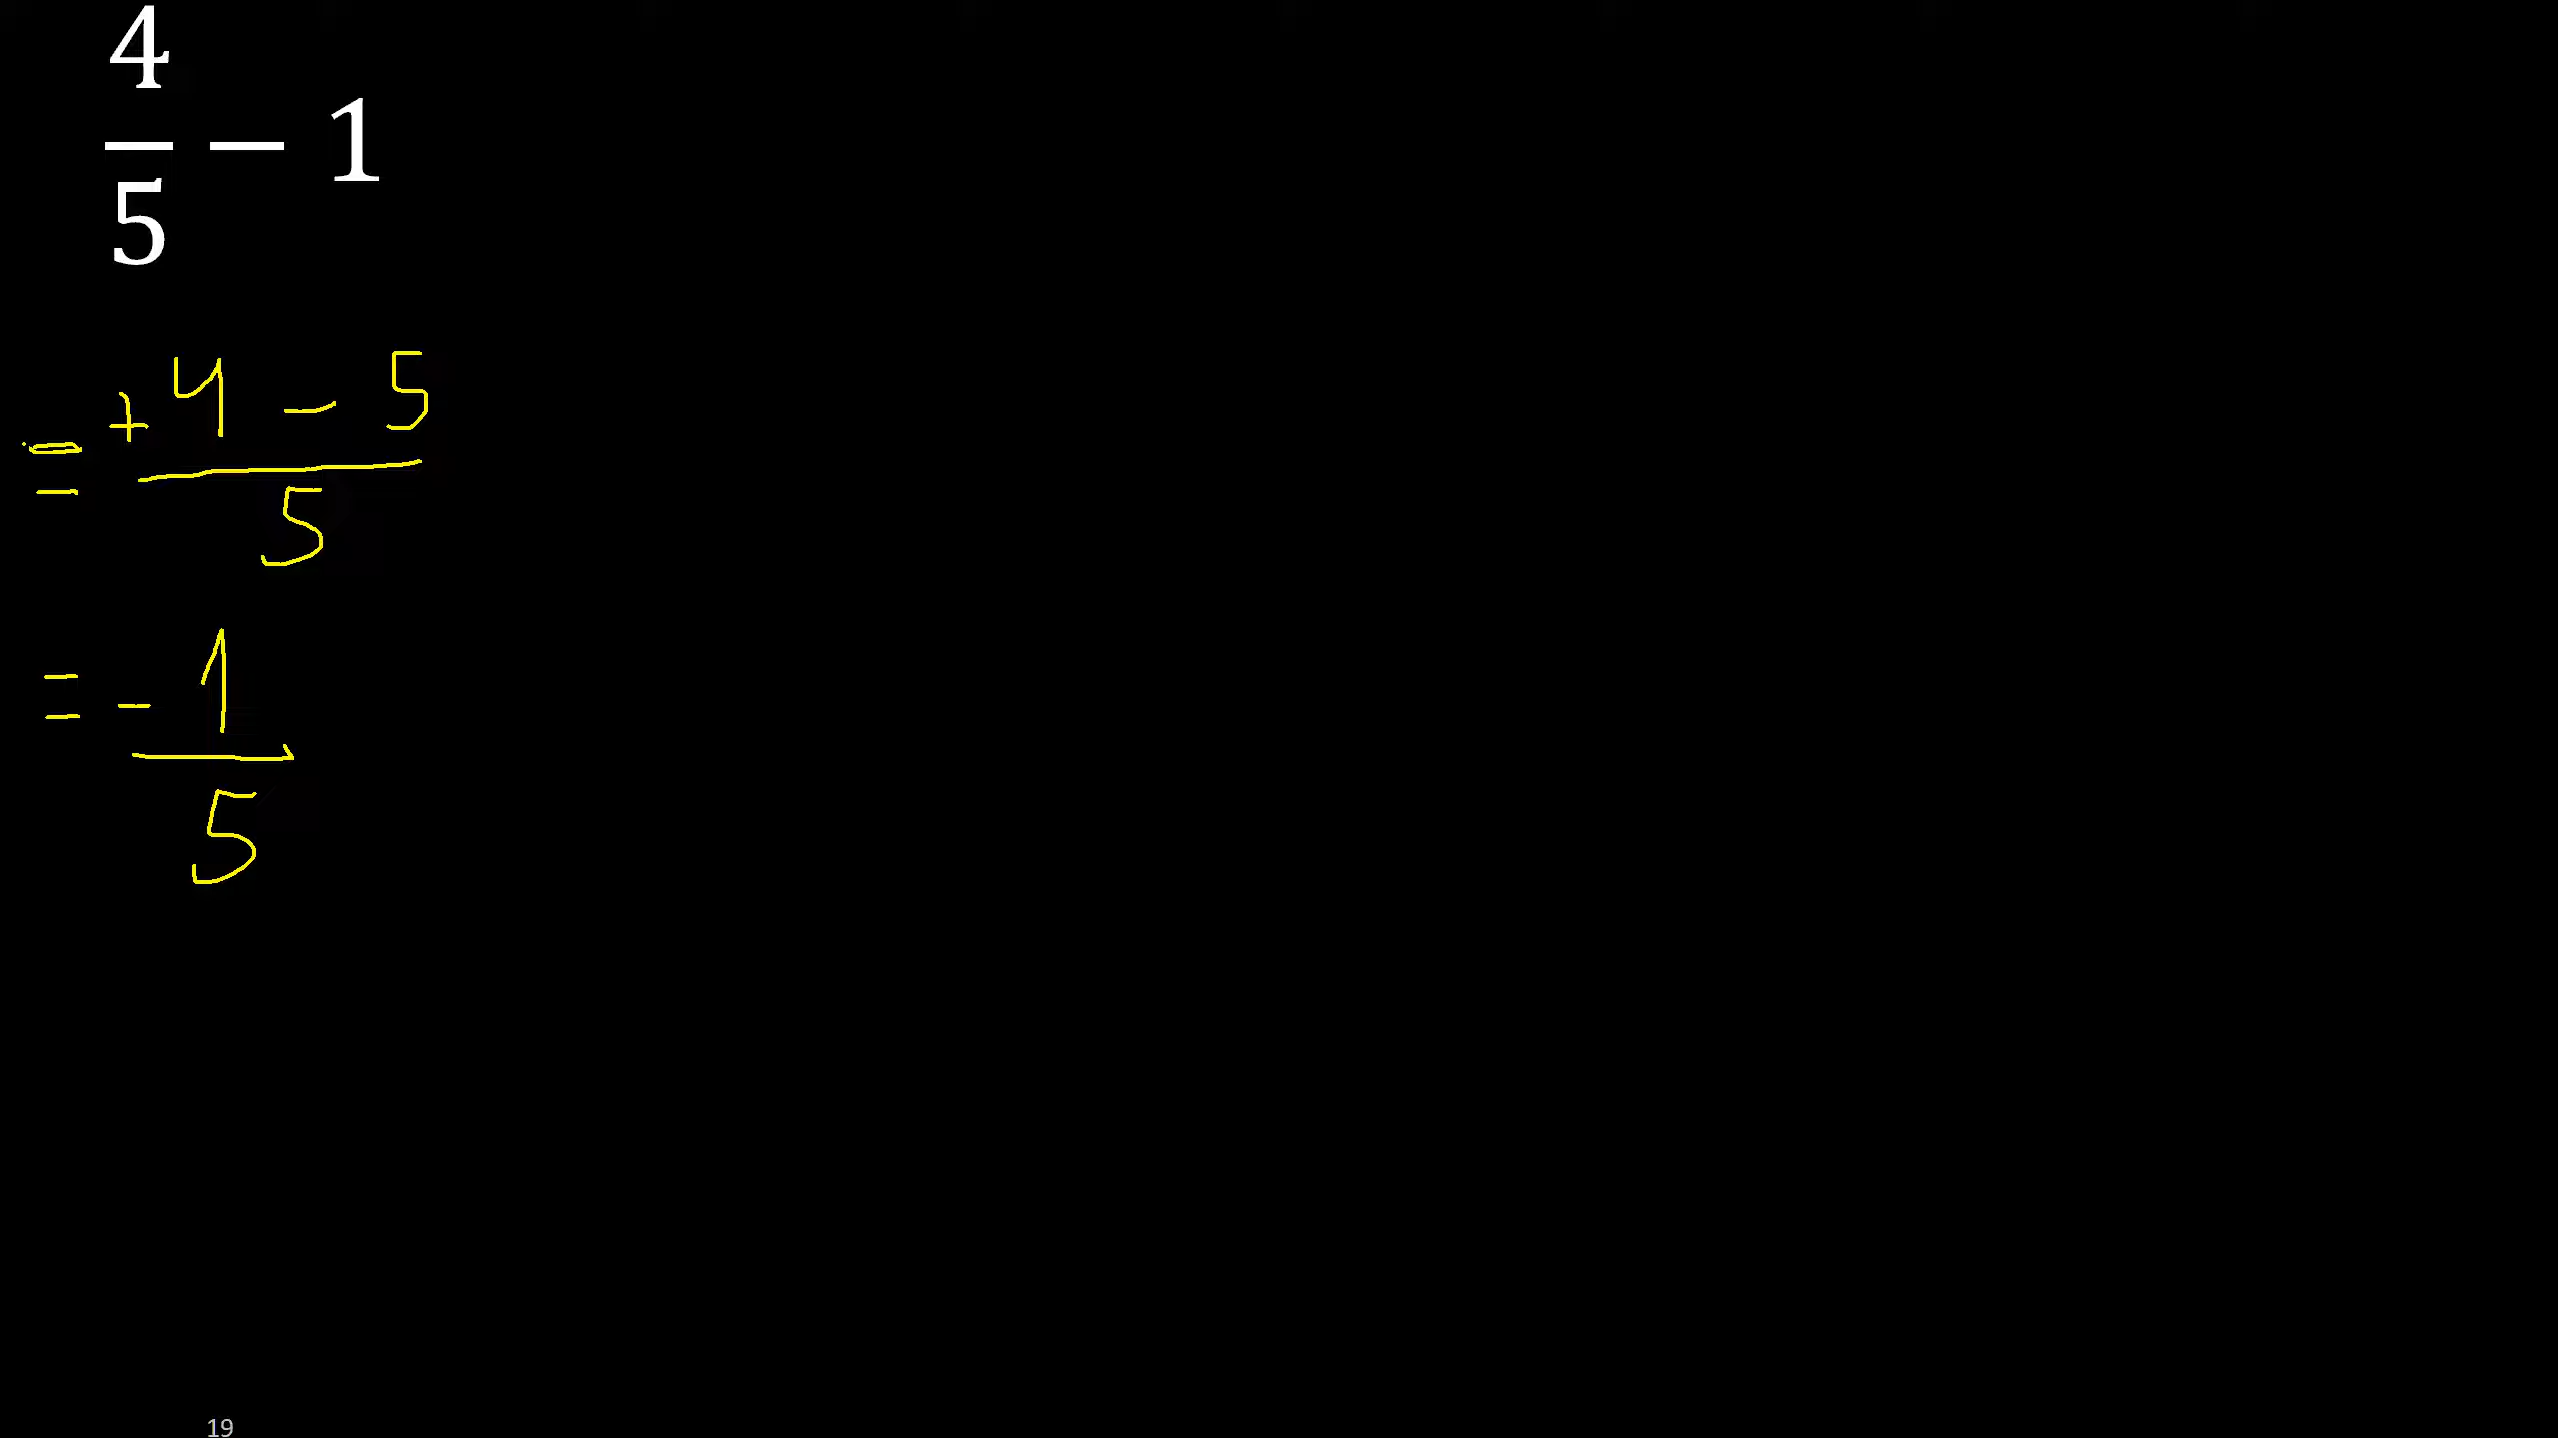 4/5 − 1
= +4 − 5 / 5
= − 1 / 5
19